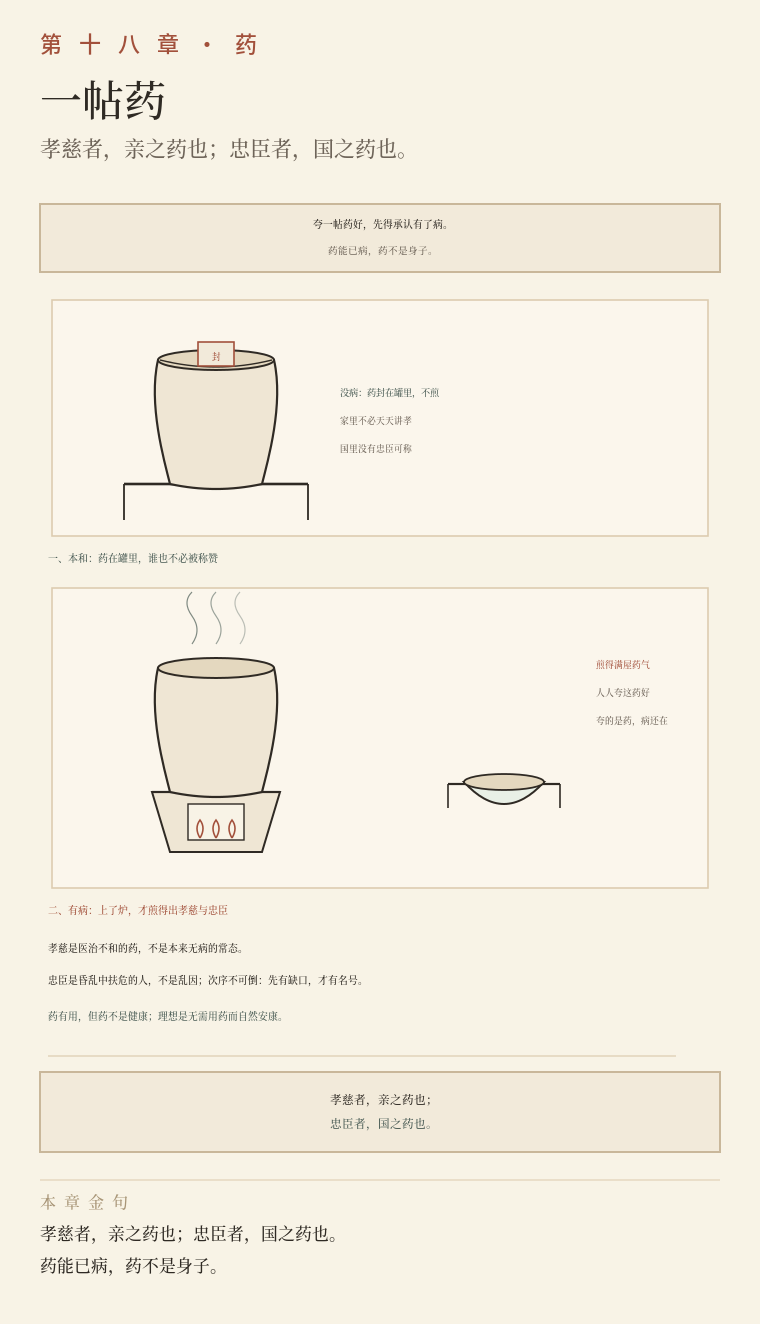 第十八章·药
一帖药
孝慈者，亲之药也；忠臣者，国之药也。
夸一帖药好，先得承认有了病。
药能已病，药不是身子。
封
没病：药封在罐里，不煎
家里不必天天讲孝
国里没有忠臣可称
一、本和：药在罐里，谁也不必被称赞
煎得满屋药气
人人夸这药好
夸的是药，病还在
二、有病：上了炉，才煎得出孝慈与忠臣
孝慈是医治不和的药，不是本来无病的常态。
忠臣是昏乱中扶危的人，不是乱因；次序不可倒：先有缺口，才有名号。
药有用，但药不是健康；理想是无需用药而自然安康。
孝慈者，亲之药也；
忠臣者，国之药也。
本章金句
孝慈者，亲之药也；忠臣者，国之药也。
药能已病，药不是身子。